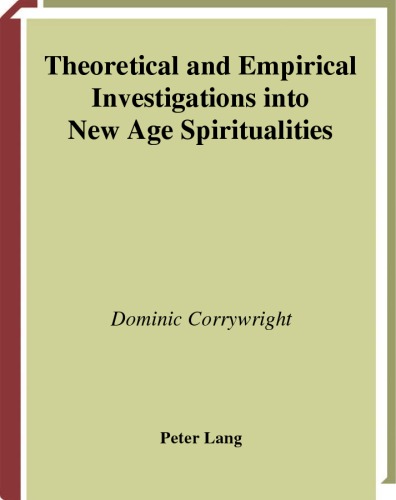 Theoretical and Empirical
Investigations into
New Age Spiritualities
Dominic Corrywright
Peter Lang